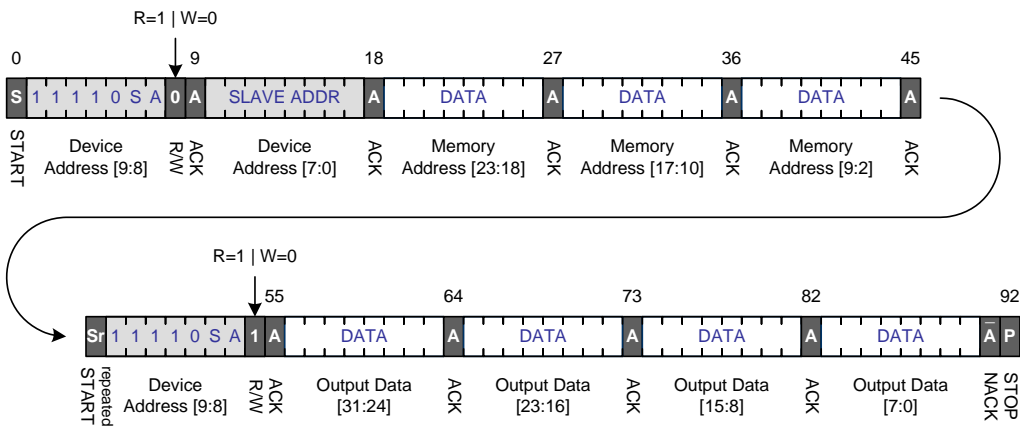 R=1 | W=0
0 9 18 27 36 45
S 1 1 1 1 0 S A 0 A SLAVE ADDR A DATA A DATA A DATA A
START Device Address [9:8] R/W ACK Device Address [7:0] ACK Memory Address [23:18] ACK Memory Address [17:10] ACK Memory Address [9:2] ACK
R=1 | W=0
55 64 73 82 92
Sr 1 1 1 1 0 S A 1 A DATA A DATA A DATA A DATA A P
repeated START Device Address [9:8] R/W ACK Output Data [31:24] ACK Output Data [23:16] ACK Output Data [15:8] ACK Output Data [7:0] NACK STOP